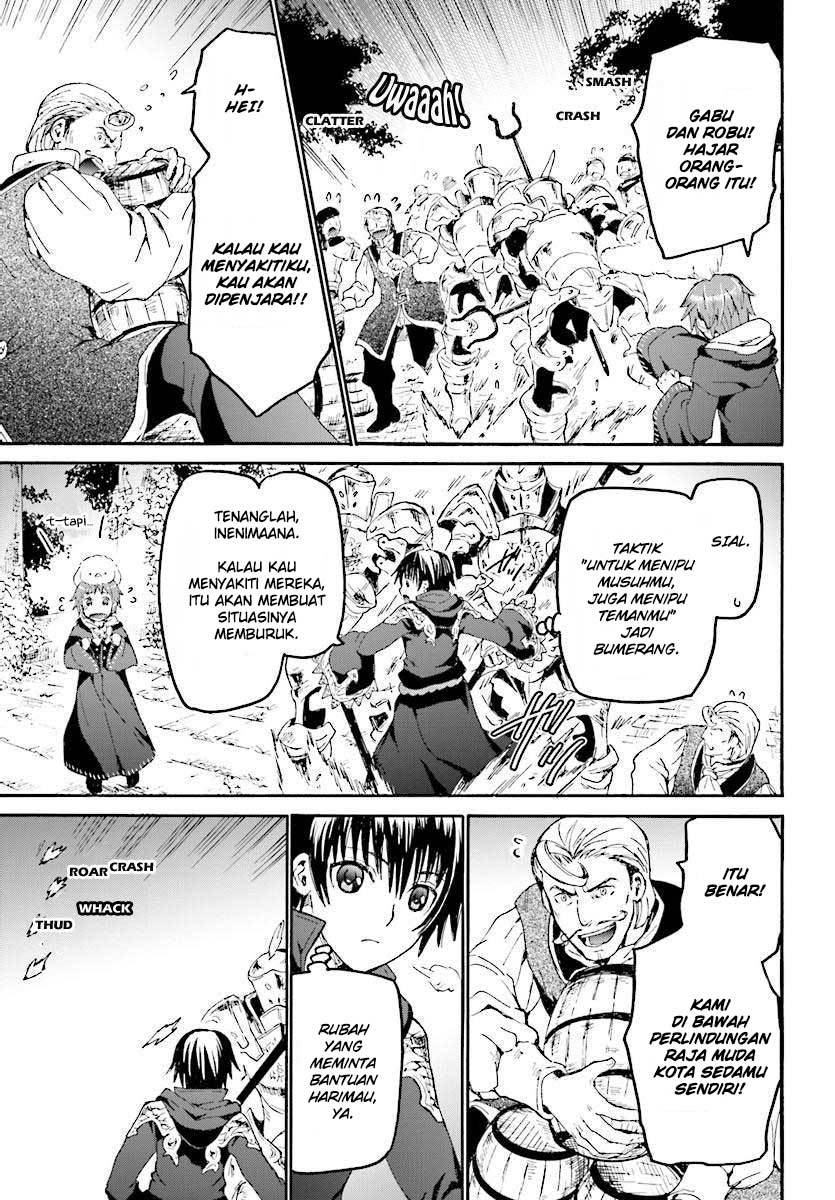 GABU
DAN ROBU!
HAJAR
ORANG-
ORANG ITU!
SMASH
CRASH
Uwaaah!
CLATTER
H-
HEI!
KALAU KAU
MENYAKITIKU,
KAU AKAN
DIPENJARA!!
SIAL.
TAKTIK
"UNTUK MENIPU
MUSUHMU,
JUGA MENIPU
TEMANMU"
JADI
BUMERANG.
TENANGLAH,
INENIMAANA.
KALAU KAU
MENYAKITI MEREKA,
ITU AKAN MEMBUAT
SITUASINYA
MEMBURUK.
t-tapi...
ITU
BENAR!
KAMI
DI BAWAH
PERLINDUNGAN
RAJA MUDA
KOTA SEDAMU
SENDIRI!
RUBAH
YANG
MEMINTA
BANTUAN
HARIMAU,
YA.
ROAR CRASH
THUD WHACK